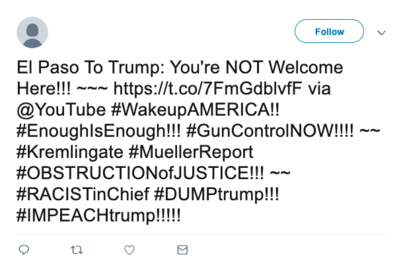 Follow
El Paso To Trump: You're NOT Welcome
Here!!! ~~~ https://t.co/7FmGdblvfF via
@YouTube #WakeupAMERICA!!
#EnoughIsEnough!!! #GunControlNOW!!!! ~~
#Kremlingate #MuellerReport
#OBSTRUCTIONofJUSTICE!!! ~~
#RACISTinChief #DUMPtrump!!!
#IMPEACHtrump!!!!!